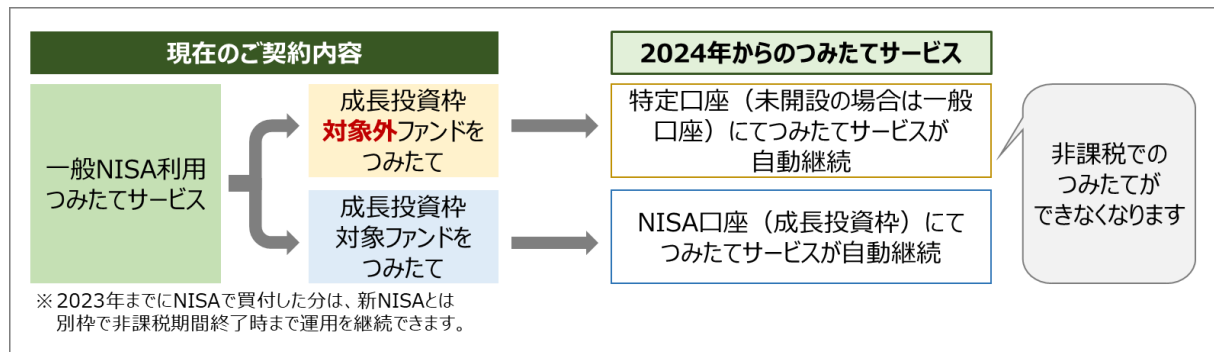 現在のご契約内容
2024年からのつみたてサービス
一般NISA利用
つみたてサービス
成長投資枠
対象外ファンドを
つみたて
特定口座（未開設の場合は一般
口座）にてつみたてサービスが
自動継続
非課税での
つみたてが
できなくなります
成長投資枠
対象ファンドを
つみたて
NISA口座（成長投資枠）にて
つみたてサービスが自動継続
※2023年までにNISAで買付した分は、新NISAとは
別枠で非課税期間終了時まで運用を継続できます。